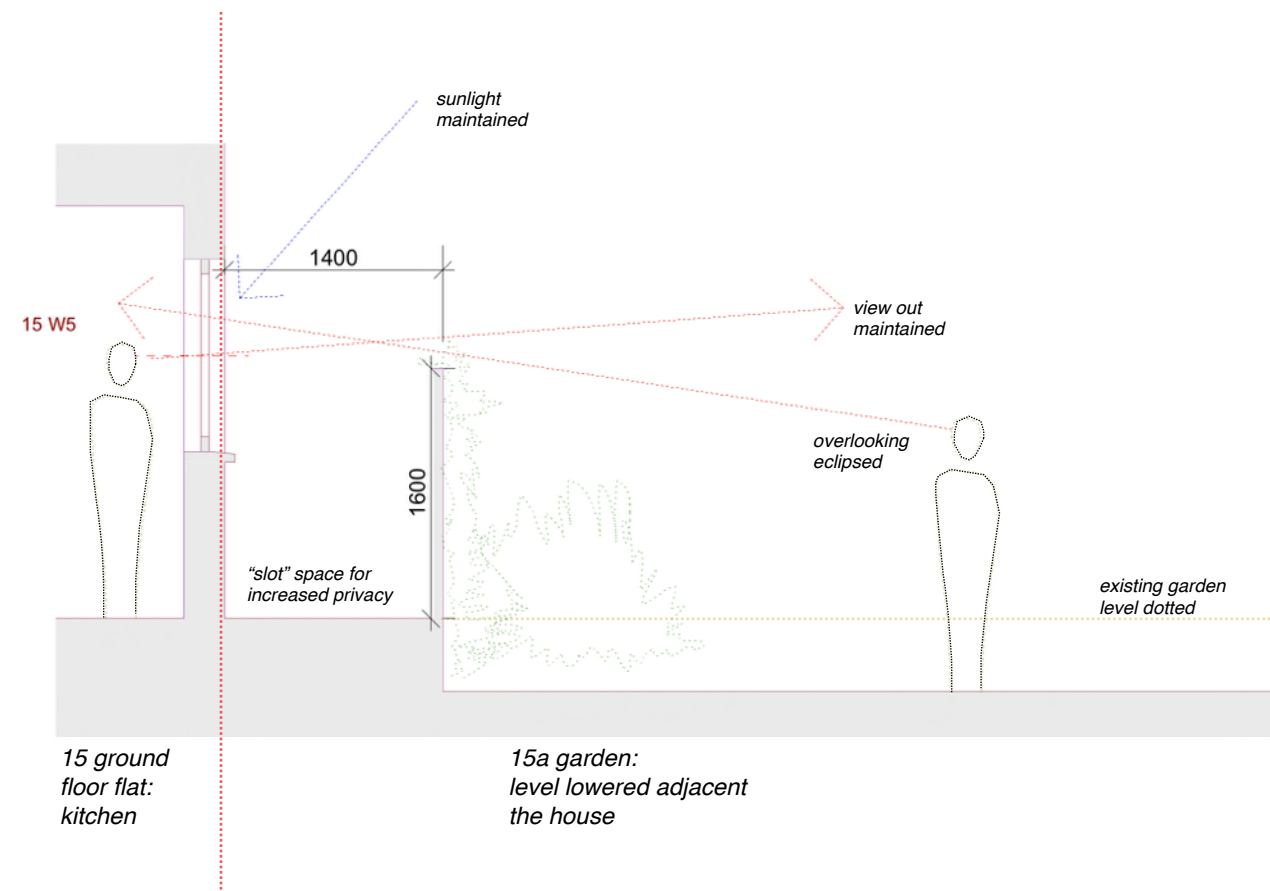 sunlight
maintained
1400
15 W5
view out
maintained
overlooking
eclipsed
1600
“slot” space for
increased privacy
existing garden
level dotted
15 ground
floor flat:
kitchen
15a garden:
level lowered adjacent
the house